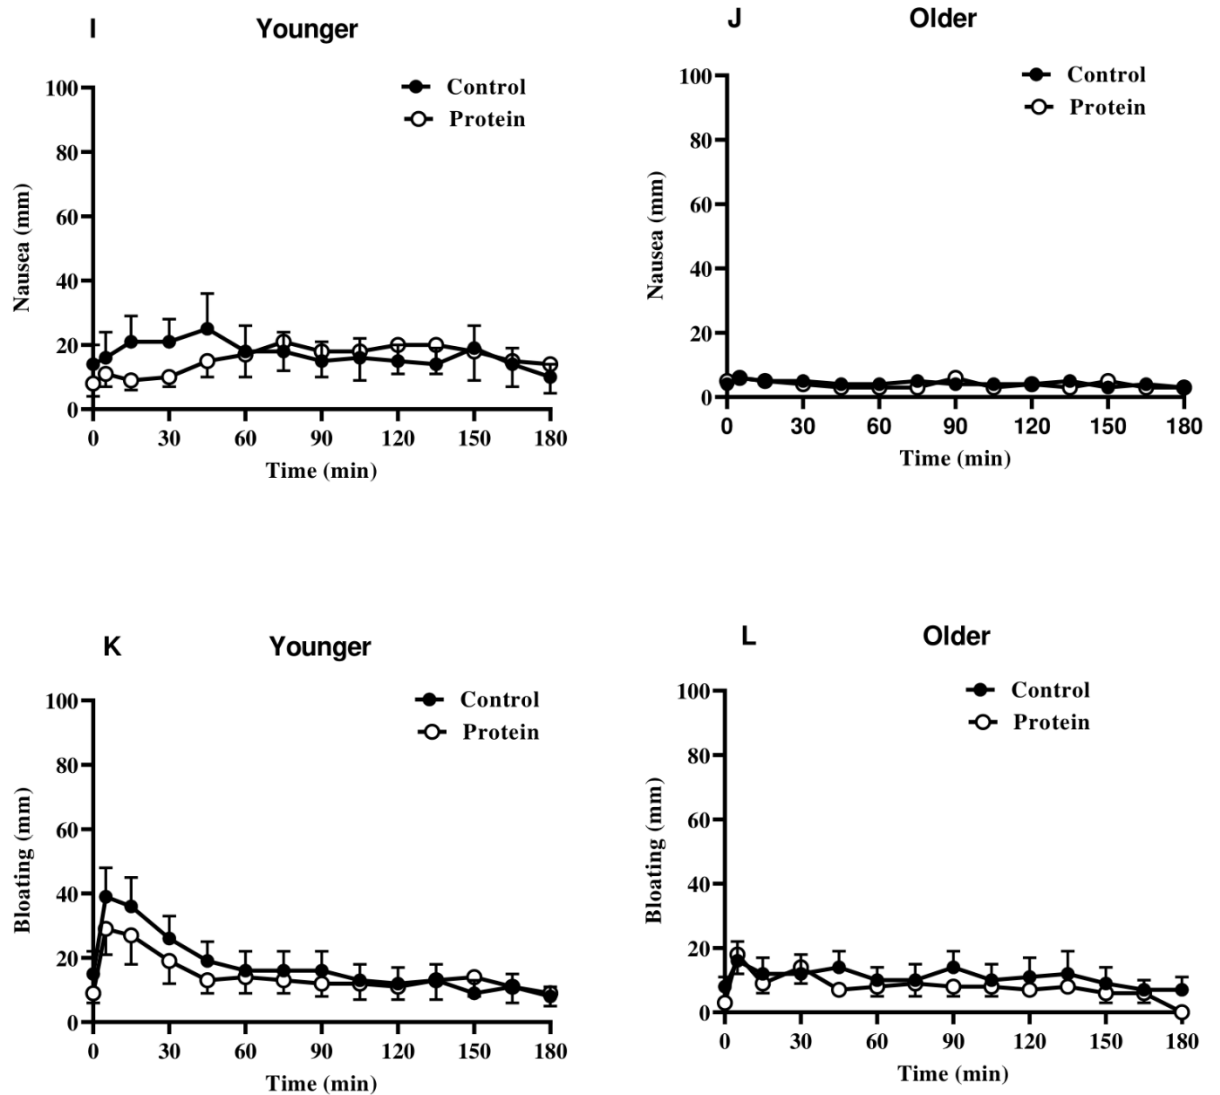 I Younger
Control
Protein
100
80
60
40
20
0
Nausea (mm)
0 30 60 90 120 150 180
Time (min)
J Older
Control
Protein
100
80
60
40
20
0
Nausea (mm)
0 30 60 90 120 150 180
Time (min)
K Younger
Control
Protein
100
80
60
40
20
0
Bloating (mm)
0 30 60 90 120 150 180
Time (min)
L Older
Control
Protein
100
80
60
40
20
0
Bloating (mm)
0 30 60 90 120 150 180
Time (min)